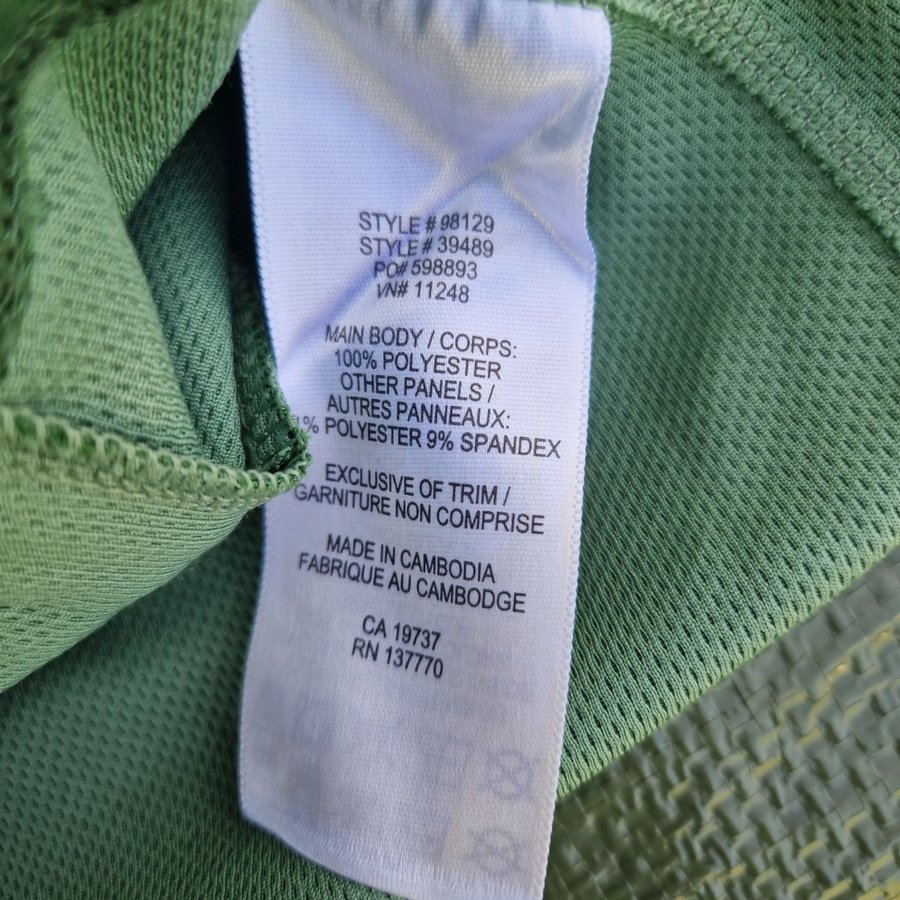 STYLE # 98129
STYLE # 39489
PO# 598893
VN# 11248
MAIN BODY / CORPS:
100% POLYESTER
OTHER PANELS /
AUTRES PANNEAUX:
1% POLYESTER 9% SPANDEX
EXCLUSIVE OF TRIM /
GARNITURE NON COMPRISE
MADE IN CAMBODIA
FABRIQUE AU CAMBODGE
CA 19737
RN 137770